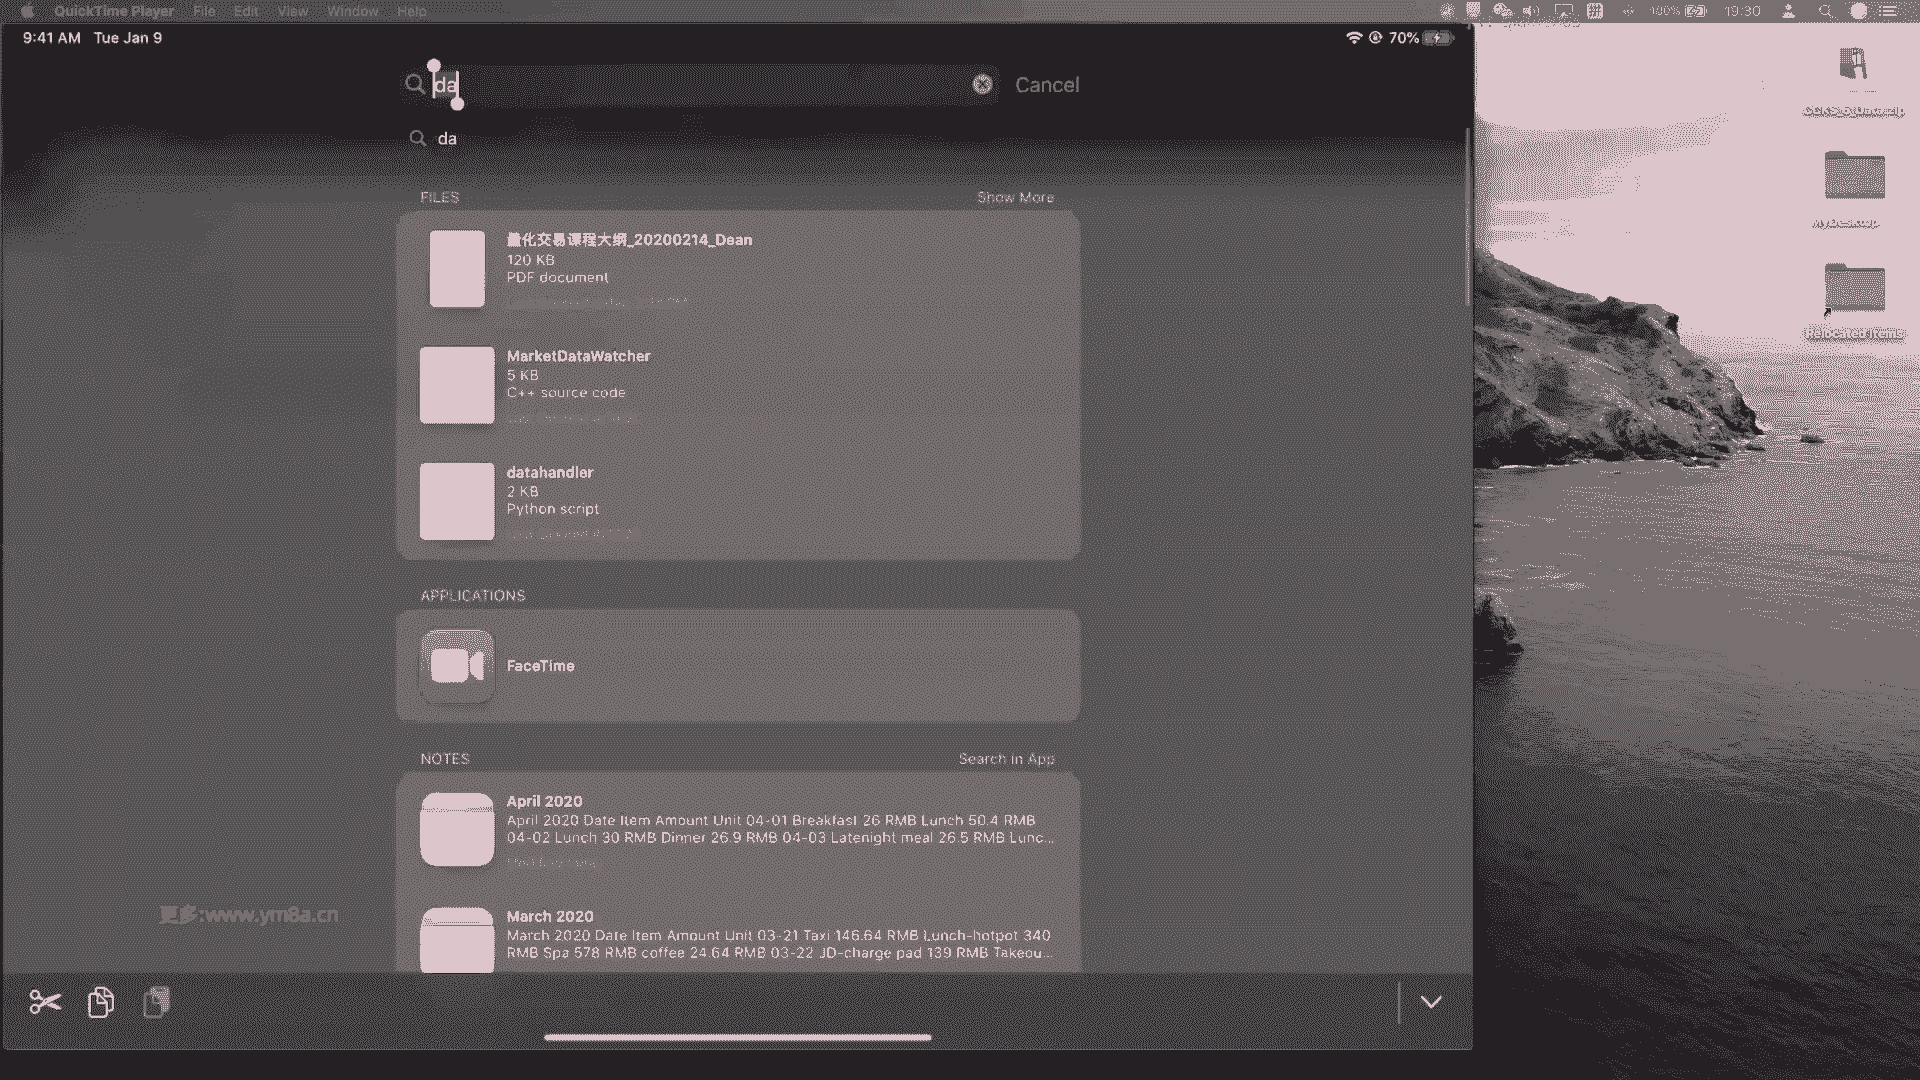 QuickTime Player File Edit View Window Help
100% 19:30
9:41 AM Tue Jan 9
70%
da
Cancel
da
FILES
Show More
量化交易课程大纲_20200214_Dean
120 KB
PDF document
MarketDataWatcher
5 KB
C++ source code
datahandler
2 KB
Python script
APPLICATIONS
FaceTime
NOTES
Search in App
April 2020
April 2020 Date Item Amount Unit 04-01 Breakfast 26 RMB Lunch 50.4 RMB
04-02 Lunch 30 RMB Dinner 26.9 RMB 04-03 Latenight meal 26.5 RMB Lunc...
March 2020
March 2020 Date Item Amount Unit 03-21 Taxi 146.64 RMB Lunch-hotpot 340
RMB Spa 578 RMB coffee 24.64 RMB 03-22 JD-charge pad 139 RMB Takeou...
更多:www.ym8a.cn
MyDesktop
Relocated Items